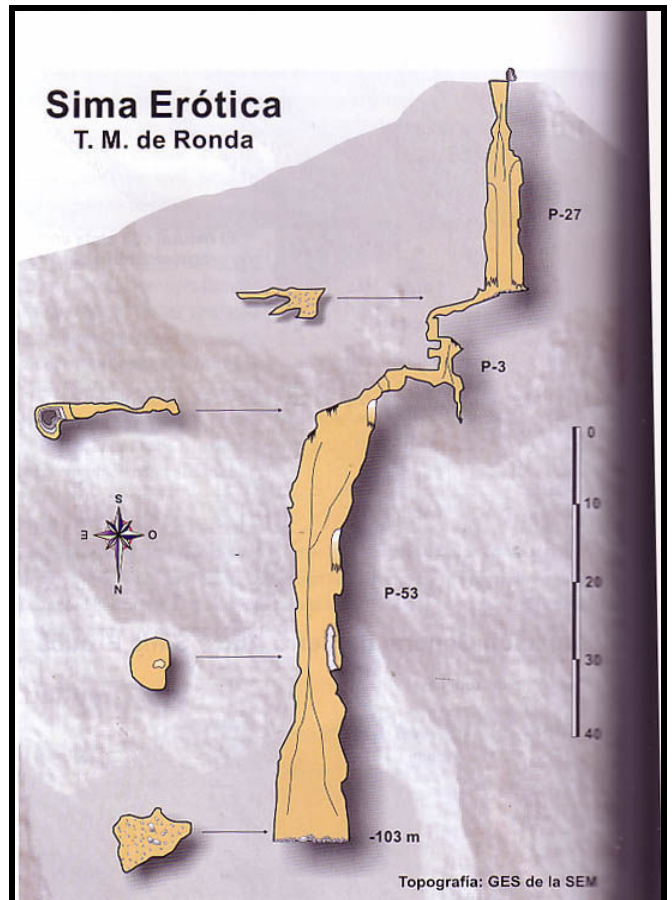 Sima Erótica
T. M. de Ronda
P-27
P-3
0
10
20
30
40
S
E O
N
P-53
-103 m
Topografía: GES de la SEM